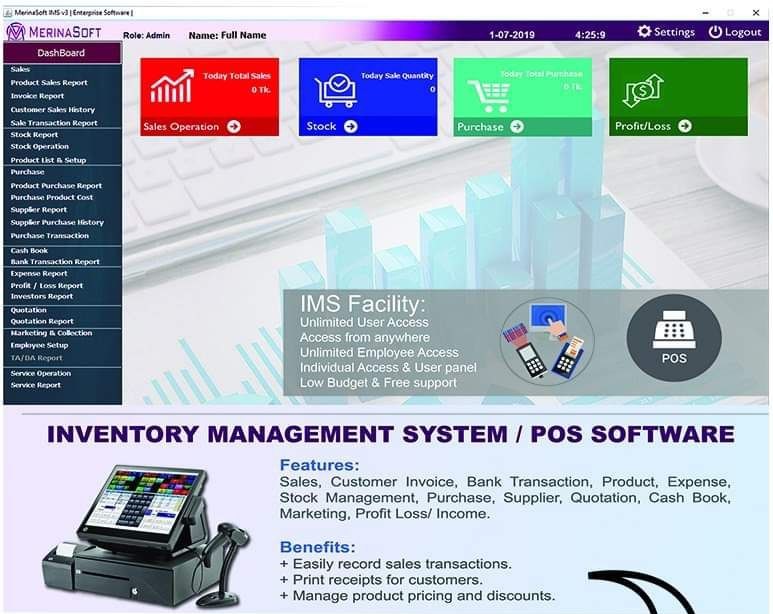 MerinaSoft IMS-v3 | Enterprise Software |
MERINASOFT
Role: Admin
Name: Full Name
1-07-2019
4:25:9
Settings
Logout
DashBoard
Sales
Product Sales Report
Invoice Report
Customer Sales History
Sale Transaction Report
Stock Report
Stock Operation
Product List & Setup
Purchase
Product Purchase Report
Purchase Product Cost
Supplier Report
Supplier Purchase History
Purchase Transaction
Cash Book
Bank Transaction Report
Expense Report
Profit / Loss Report
Investors Report
Quotation
Quotation Report
Marketing & Collection
Employee Setup
TA/DA Report
Service Operation
Service Report
Today Total Sales
0 Tk.
Sales Operation
Today Sale Quantity
0
Stock
Today Total Purchase
0 Tk.
Purchase
Profit/Loss
IMS Facility:
Unlimited User Access
Access from anywhere
Unlimited Employee Access
Individual Access & User panel
Low Budget & Free support
POS
INVENTORY MANAGEMENT SYSTEM / POS SOFTWARE
Features:
Sales, Customer Invoice, Bank Transaction, Product, Expense,
Stock Management, Purchase, Supplier, Quotation, Cash Book,
Marketing, Profit Loss/ Income.
Benefits:
+ Easily record sales transactions.
+ Print receipts for customers.
+ Manage product pricing and discounts.